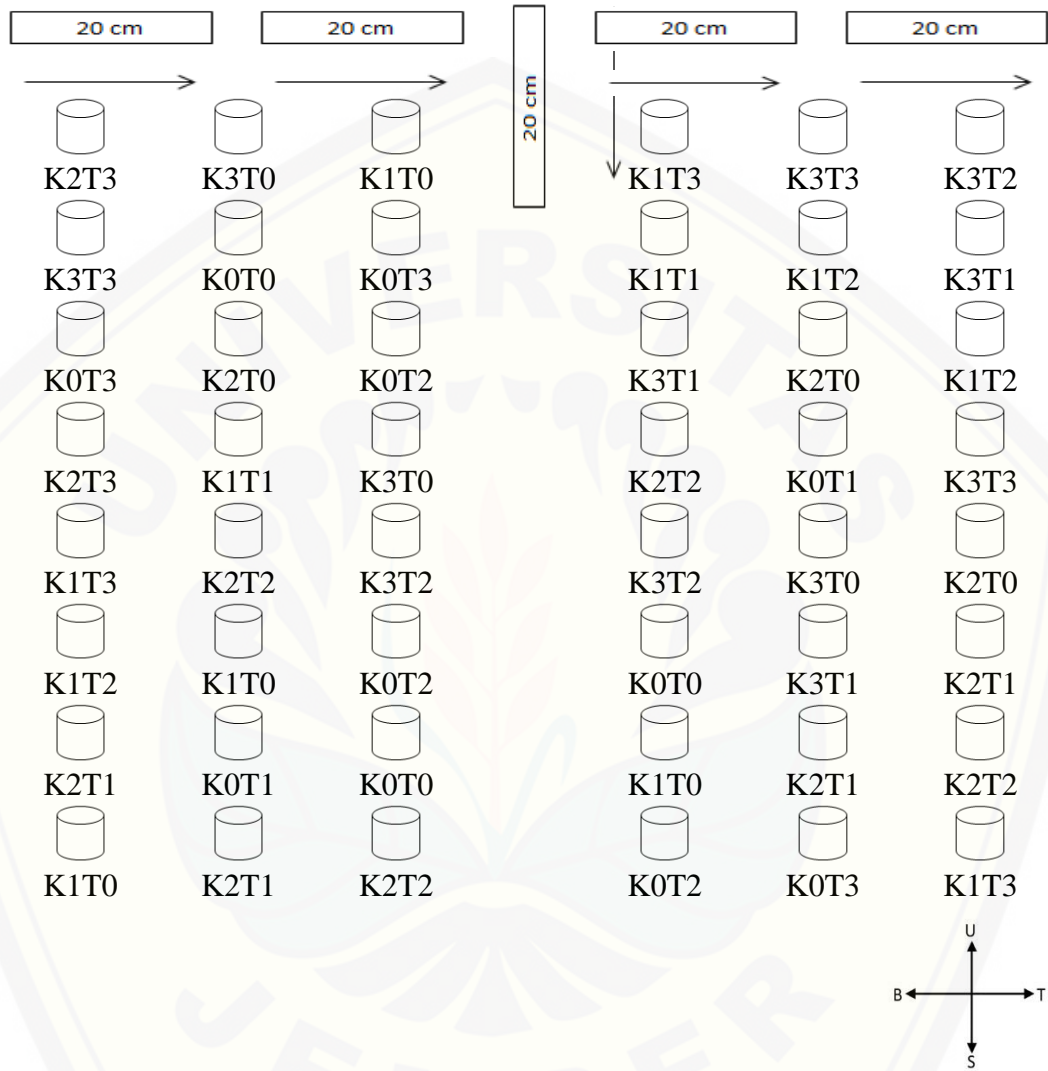 20 cm 20 cm 20 cm 20 cm
20 cm
K2T3 K3T0 K1T0 K1T3 K3T3 K3T2
K3T3 K0T0 K0T3 K1T1 K1T2 K3T1
K0T3 K2T0 K0T2 K3T1 K2T0 K1T2
K2T3 K1T1 K3T0 K2T2 K0T1 K3T3
K1T3 K2T2 K3T2 K3T2 K3T0 K2T0
K1T2 K1T0 K0T2 K0T0 K3T1 K2T1
K2T1 K0T1 K0T0 K1T0 K2T1 K2T2
K1T0 K2T1 K2T2 K0T2 K0T3 K1T3
U
B T
S
UNIVERSITAS
JEMBER